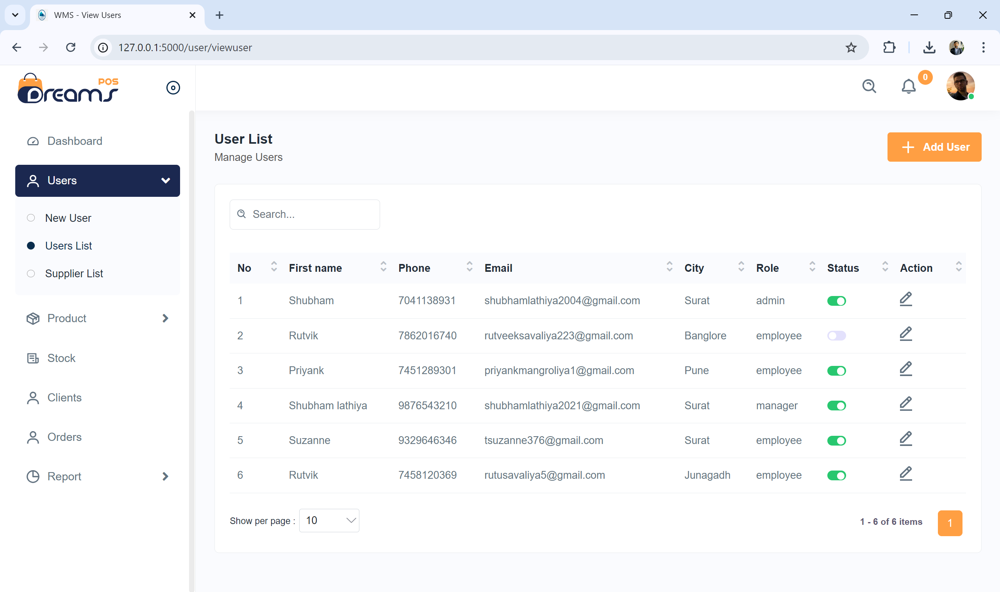 WMS - View Users
127.0.0.1:5000/user/viewuser
Dreams POS
0
Dashboard
Users
New User
Users List
Supplier List
Product
Stock
Clients
Orders
Report
User List
Manage Users
Add User
Search...
No First name Phone Email City Role Status Action
1 Shubham 7041138931 shubhamlathiya2004@gmail.com Surat admin
2 Rutvik 7862016740 rutveeksavaliya223@gmail.com Banglore employee
3 Priyank 7451289301 priyankmangroliya1@gmail.com Pune employee
4 Shubham lathiya 9876543210 shubhamlathiya2021@gmail.com Surat manager
5 Suzanne 9329646346 tsuzanne376@gmail.com Surat employee
6 Rutvik 7458120369 rutusavaliya5@gmail.com Junagadh employee
Show per page : 10
1 - 6 of 6 items 1